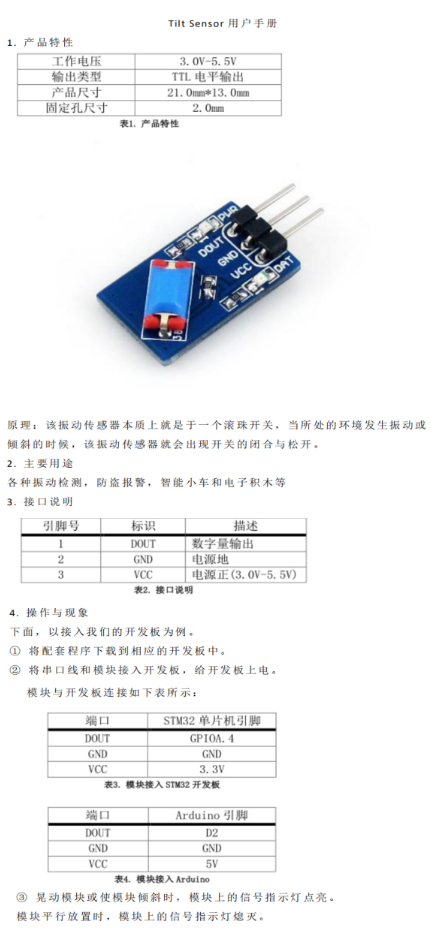 Tilt Sensor 用户手册
1. 产品特性
工作电压 3.0V-5.5V
输出类型 TTL 电平输出
产品尺寸 21.0mm*13.0mm
固定孔尺寸 2.0mm
表1. 产品特性
PWR
DOUT
GND
VCC
DAT
原理：该振动传感器本质上就是于一个滚珠开关，当所处的环境发生振动或
倾斜的时候，该振动传感器就会出现开关的闭合与松开。
2. 主要用途
各种振动检测，防盗报警，智能小车和电子积木等
3. 接口说明
引脚号 标识 描述
1 DOUT 数字量输出
2 GND 电源地
3 VCC 电源正(3.0V-5.5V)
表2. 接口说明
4. 操作与现象
下面，以接入我们的开发板为例。
① 将配套程序下载到相应的开发板中。
② 将串口线和模块接入开发板，给开发板上电。
模块与开发板连接如下表所示：
端口 STM32 单片机引脚
DOUT GPIOA.4
GND GND
VCC 3.3V
表3. 模块接入 STM32 开发板
端口 Arduino 引脚
DOUT D2
GND GND
VCC 5V
表4. 模块接入 Arduino
③ 晃动模块或使模块倾斜时，模块上的信号指示灯点亮。
模块平行放置时，模块上的信号指示灯熄灭。